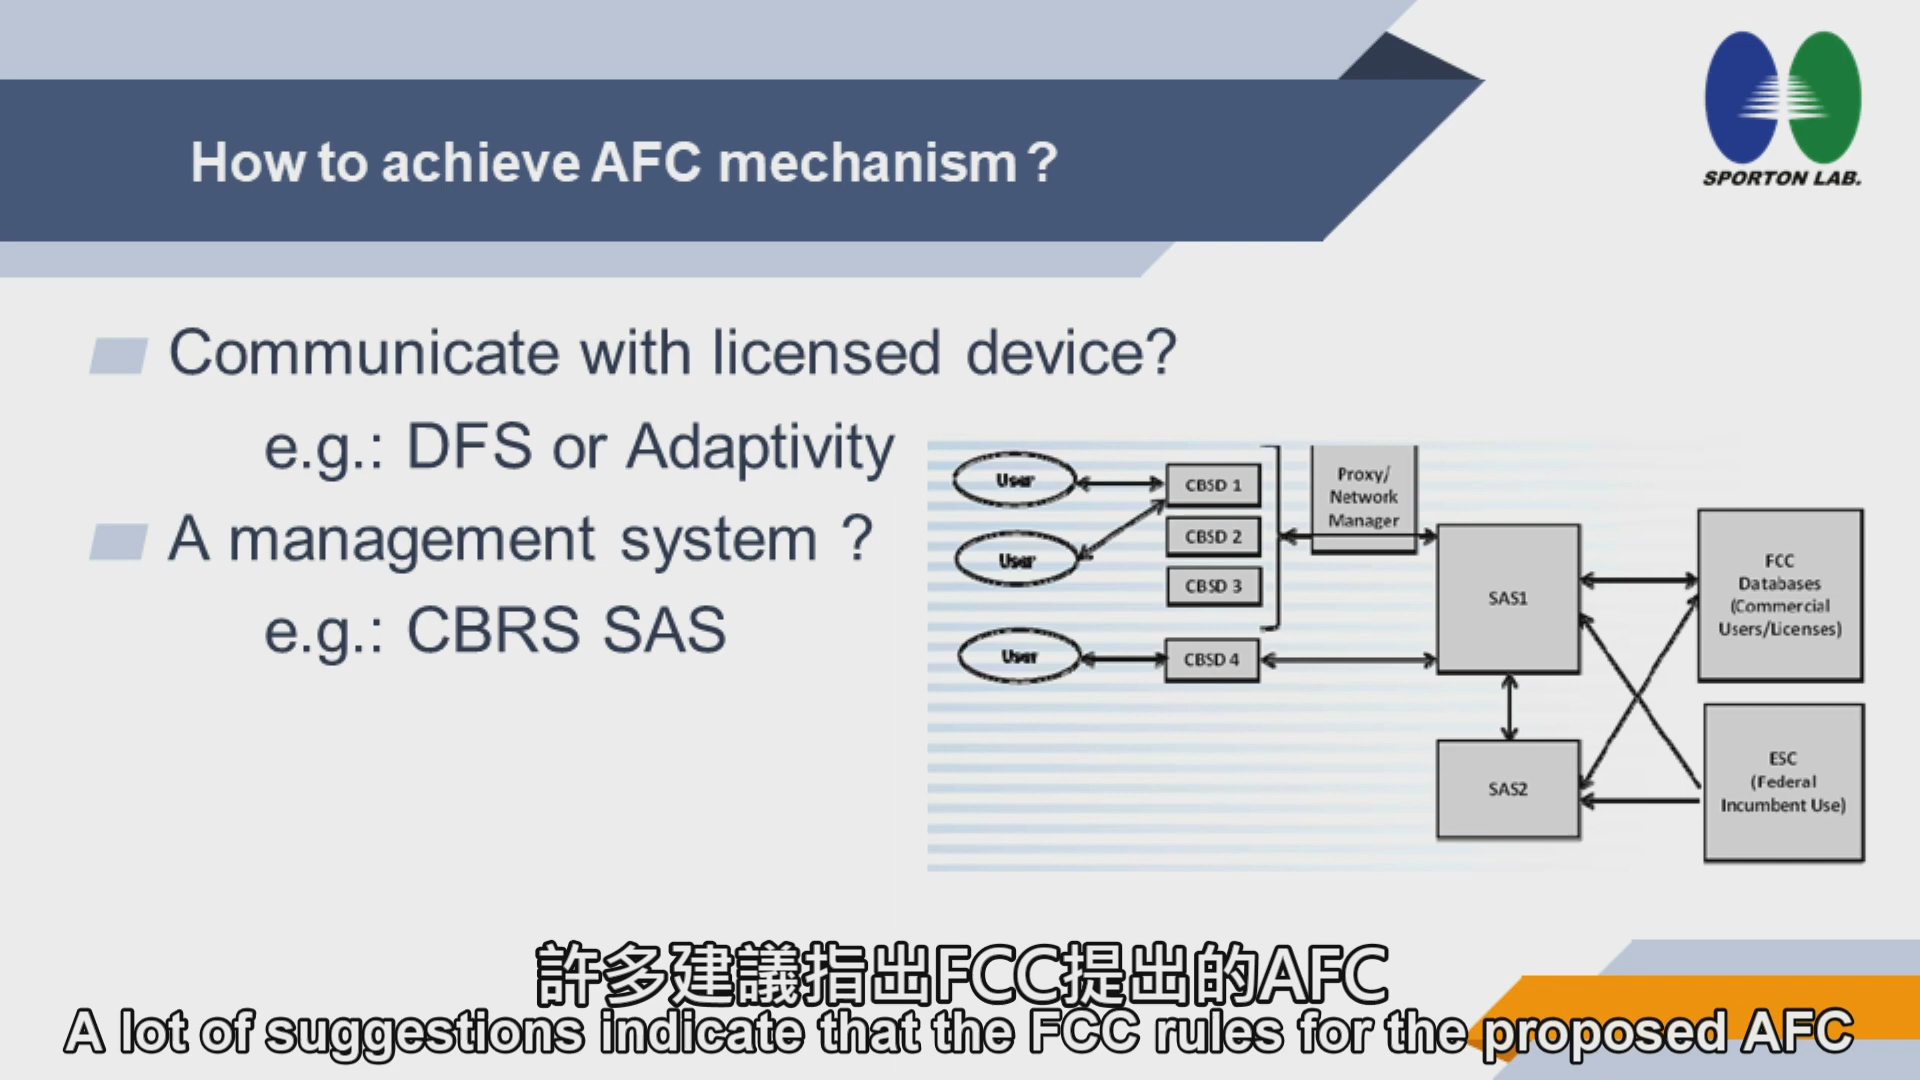 How to achieve AFC mechanism ?
SPORTON LAB.
Communicate with licensed device?
e.g.: DFS or Adaptivity
A management system ?
e.g.: CBRS SAS
User
User
User
CBSD 1
CBSD 2
CBSD 3
CBSD 4
Proxy/
Network
Manager
SAS1
SAS2
FCC
Databases
(Commercial
Users/Licenses)
ESC
(Federal
Incumbent Use)
許多建議指出FCC提出的AFC
A lot of suggestions indicate that the FCC rules for the proposed AFC